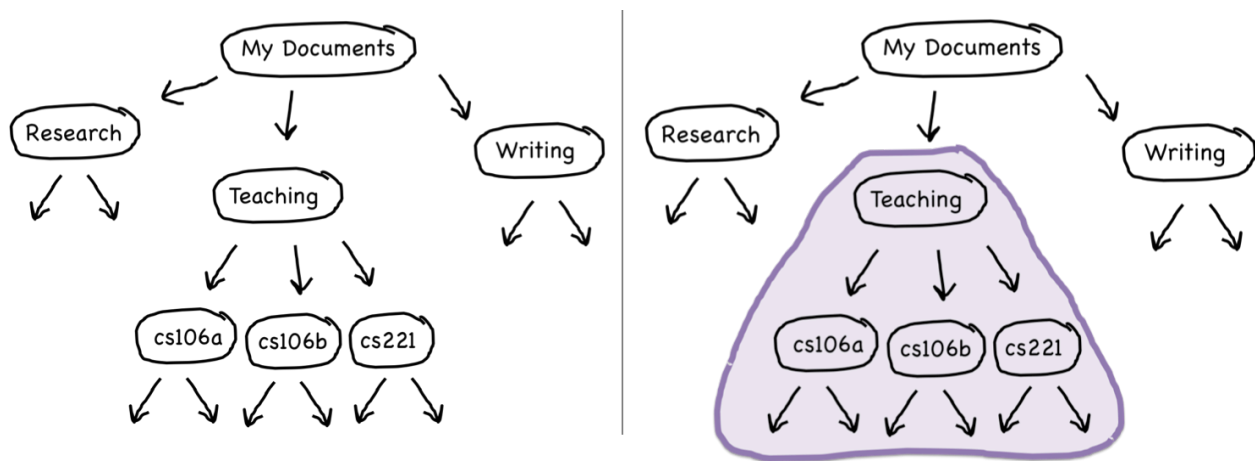 My Documents
Research
Writing
Teaching
cs106a
cs106b
cs221
My Documents
Research
Writing
Teaching
cs106a
cs106b
cs221